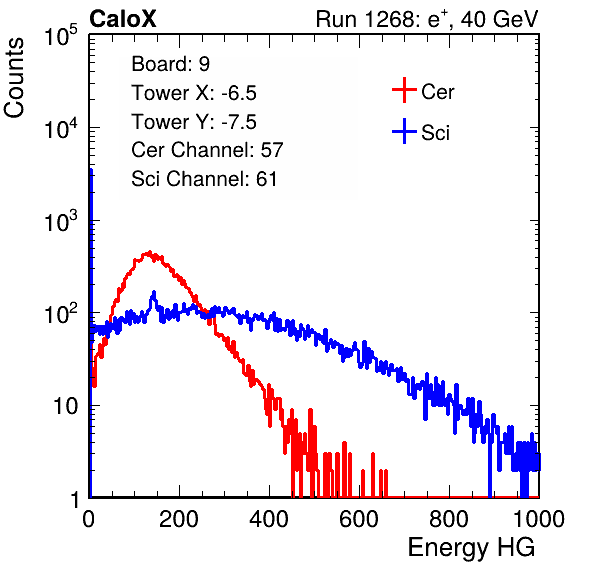 CaloX Run 1268: e⁺, 40 GeV
Counts
Board: 9
Tower X: -6.5
Tower Y: -7.5
Cer Channel: 57
Sci Channel: 61
Cer
Sci
10⁵
10⁴
10³
10²
10
1
0 200 400 600 800 1000
Energy HG